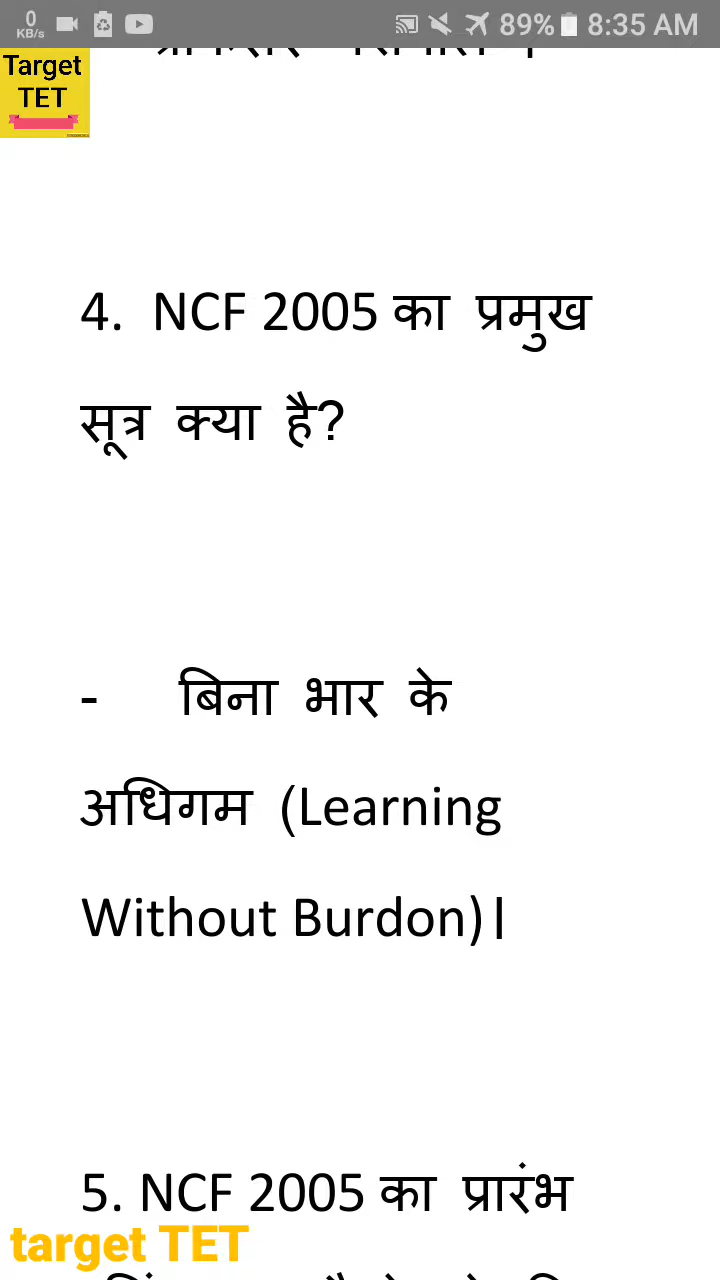 0
KB/s
89% 8:35 AM
Target
TET
4. NCF 2005 का प्रमुख
सूत्र क्या है?
- बिना भार के
अधिगम (Learning
Without Burdon)।
5. NCF 2005 का प्रारंभ
target TET